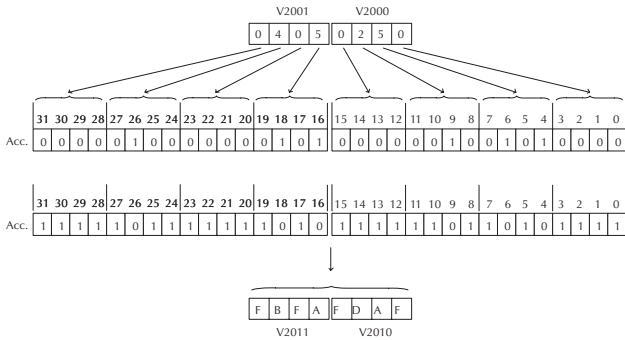 V2001 V2000
0 4 0 5 0 2 5 0
31 30 29 28 27 26 25 24 23 22 21 20 19 18 17 16 15 14 13 12 11 10 9 8 7 6 5 4 3 2 1 0
Acc. 0 0 0 0 0 1 0 0 0 0 0 0 0 1 0 1 0 0 0 0 0 0 1 0 0 1 0 1 0 0 0 0
31 30 29 28 27 26 25 24 23 22 21 20 19 18 17 16 15 14 13 12 11 10 9 8 7 6 5 4 3 2 1 0
Acc. 1 1 1 1 1 0 1 1 1 1 1 1 1 0 1 0 1 1 1 1 1 1 0 1 1 0 1 0 1 1 1 1
F B F A F D A F
V2011 V2010